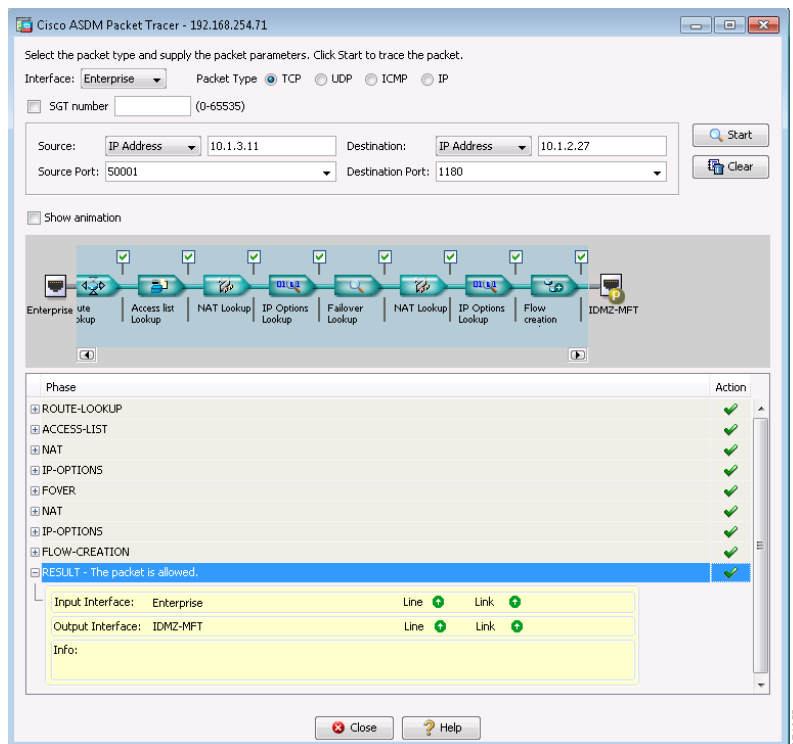 Cisco ASDM Packet Tracer - 192.168.254.71
Select the packet type and supply the packet parameters. Click Start to trace the packet.
Interface: Enterprise Packet Type TCP UDP ICMP IP
SGT number (0-65535)
Source: IP Address 10.1.3.11 Destination: IP Address 10.1.2.27
Start
Source Port: 50001 Destination Port: 1180
Clear
Show animation
Enterprise
ute
okup
Access list
Lookup
NAT Lookup
IP Options
Lookup
Failover
Lookup
NAT Lookup
IP Options
Lookup
Flow
creation
IDMZ-MFT
Phase Action
ROUTE-LOOKUP
ACCESS-LIST
NAT
IP-OPTIONS
FOVER
NAT
IP-OPTIONS
FLOW-CREATION
RESULT - The packet is allowed.
Input Interface: Enterprise Line Link
Output Interface: IDMZ-MFT Line Link
Info:
Close Help